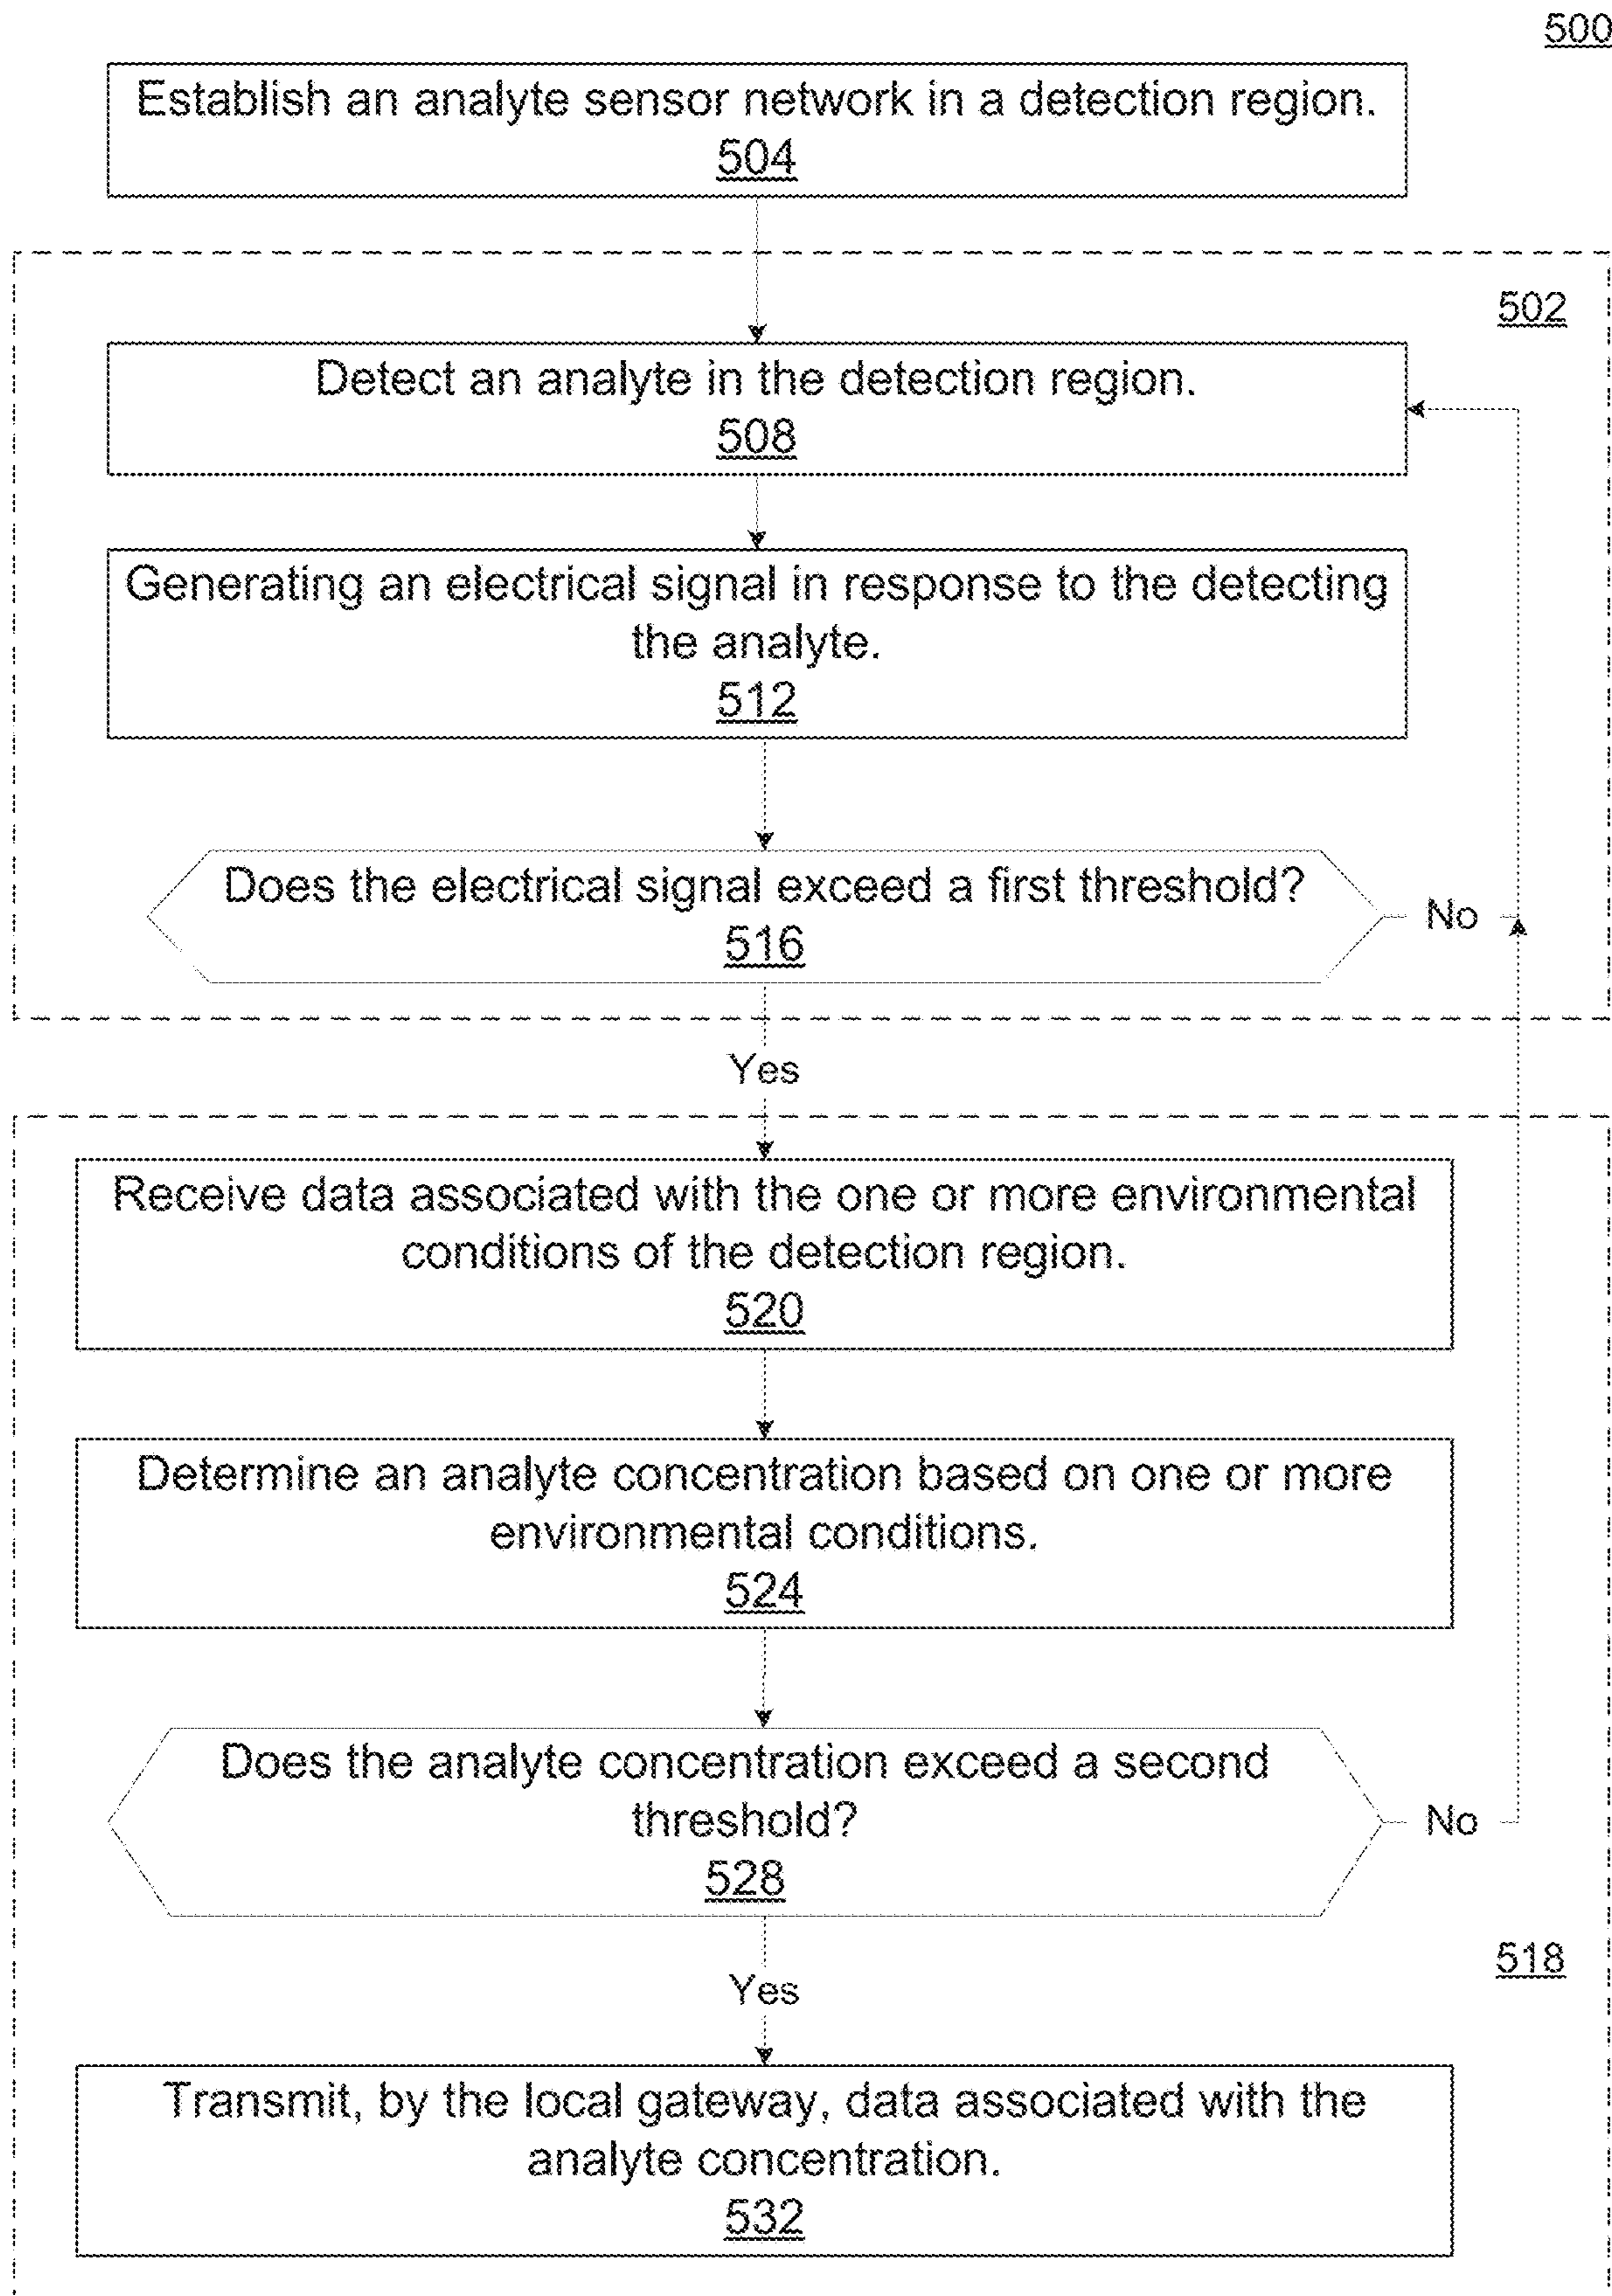 500
Establish an analyte sensor network in a detection region.
504
502
Detect an analyte in the detection region.
508
Generating an electrical signal in response to the detecting
the analyte.
512
Does the electrical signal exceed a first threshold?
516
No
Yes
Receive data associated with the one or more environmental
conditions of the detection region.
520
Determine an analyte concentration based on one or more
environmental conditions.
524
Does the analyte concentration exceed a second
threshold?
528
No
518
Yes
Transmit, by the local gateway, data associated with the
analyte concentration.
532